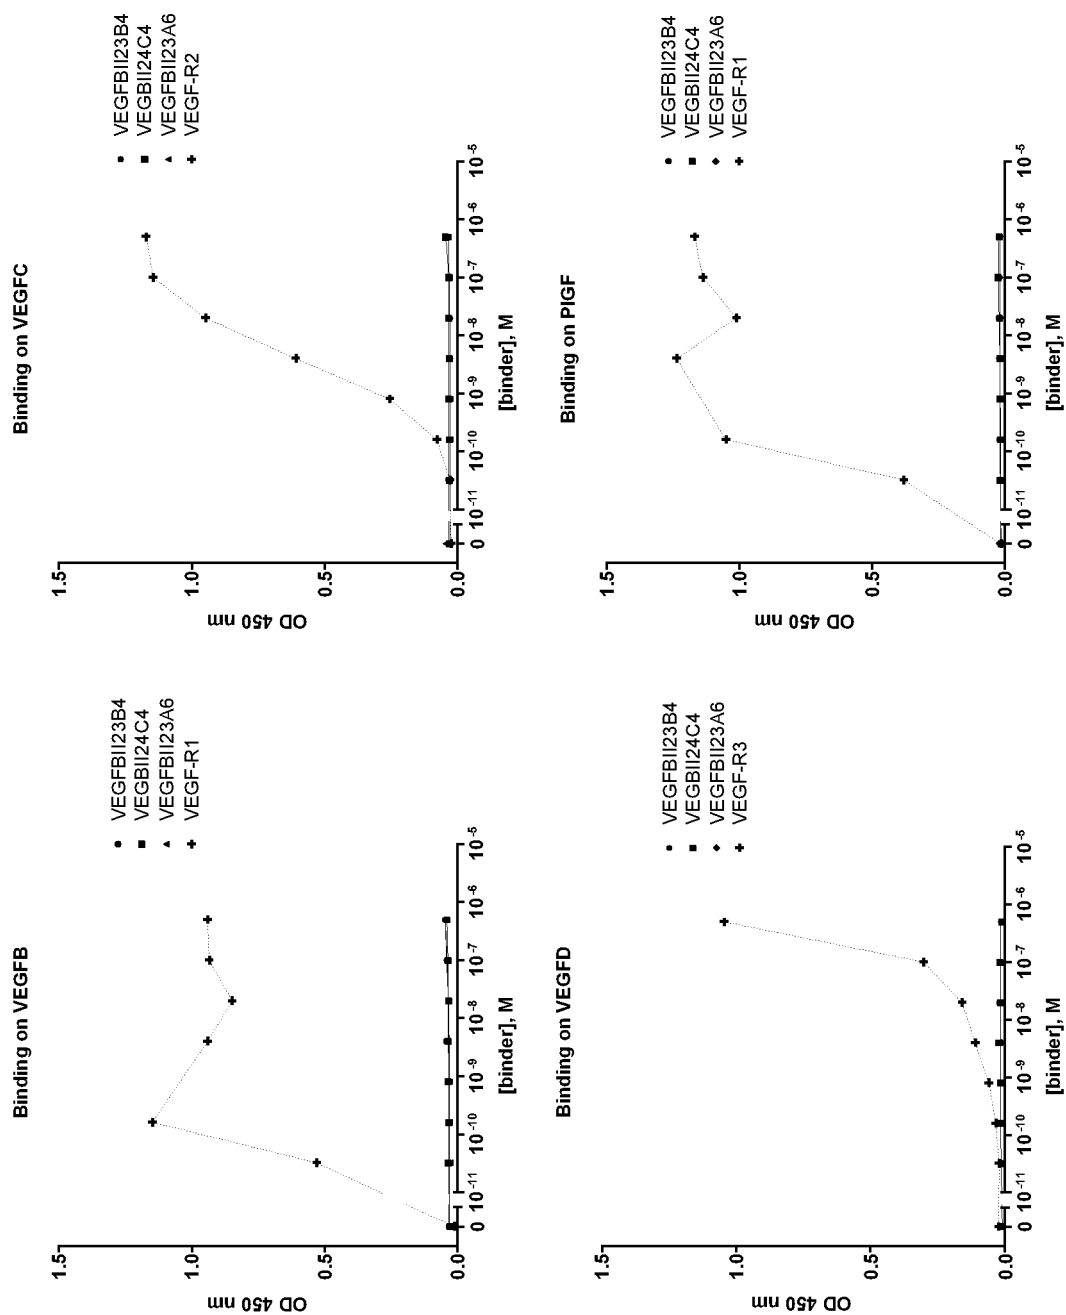 Binding on VEGFB
OD 450 nm
1.5
1.0
0.5
0.0
0 10⁻¹¹ 10⁻¹⁰ 10⁻⁹ 10⁻⁸ 10⁻⁷ 10⁻⁶ 10⁻⁵
[binder], M
VEGFBII23B4
VEGBII24C4
VEGFBII23A6
VEGF-R1
Binding on VEGFC
OD 450 nm
1.5
1.0
0.5
0.0
0 10⁻¹¹ 10⁻¹⁰ 10⁻⁹ 10⁻⁸ 10⁻⁷ 10⁻⁶ 10⁻⁵
[binder], M
VEGFBII23B4
VEGBII24C4
VEGFBII23A6
VEGF-R2
Binding on VEGFD
OD 450 nm
1.5
1.0
0.5
0.0
0 10⁻¹¹ 10⁻¹⁰ 10⁻⁹ 10⁻⁸ 10⁻⁷ 10⁻⁶ 10⁻⁵
[binder], M
VEGFBII23B4
VEGBII24C4
VEGFBII23A6
VEGF-R3
Binding on PIGF
OD 450 nm
1.5
1.0
0.5
0.0
0 10⁻¹¹ 10⁻¹⁰ 10⁻⁹ 10⁻⁸ 10⁻⁷ 10⁻⁶ 10⁻⁵
[binder], M
VEGFBII23B4
VEGBII24C4
VEGFBII23A6
VEGF-R1